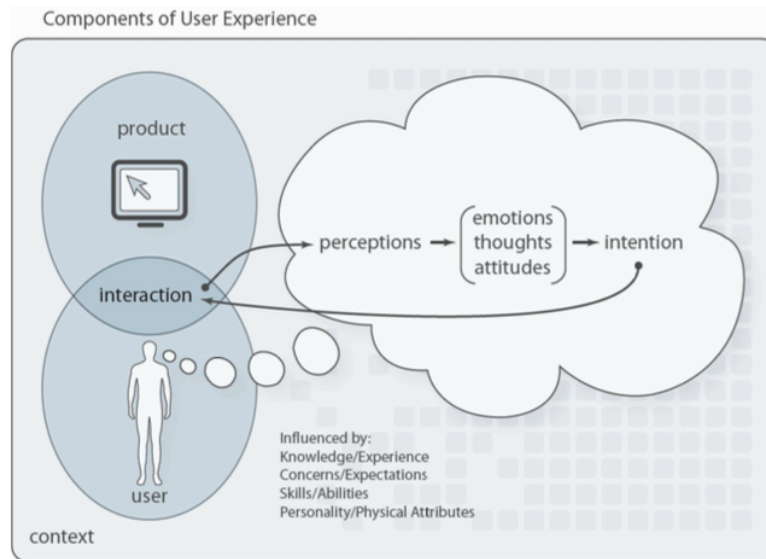 Components of User Experience
product
interaction
perceptions
emotions
thoughts
attitudes
intention
user
Influenced by:
Knowledge/Experience
Concerns/Expectations
Skills/Abilities
Personality/Physical Attributes
context